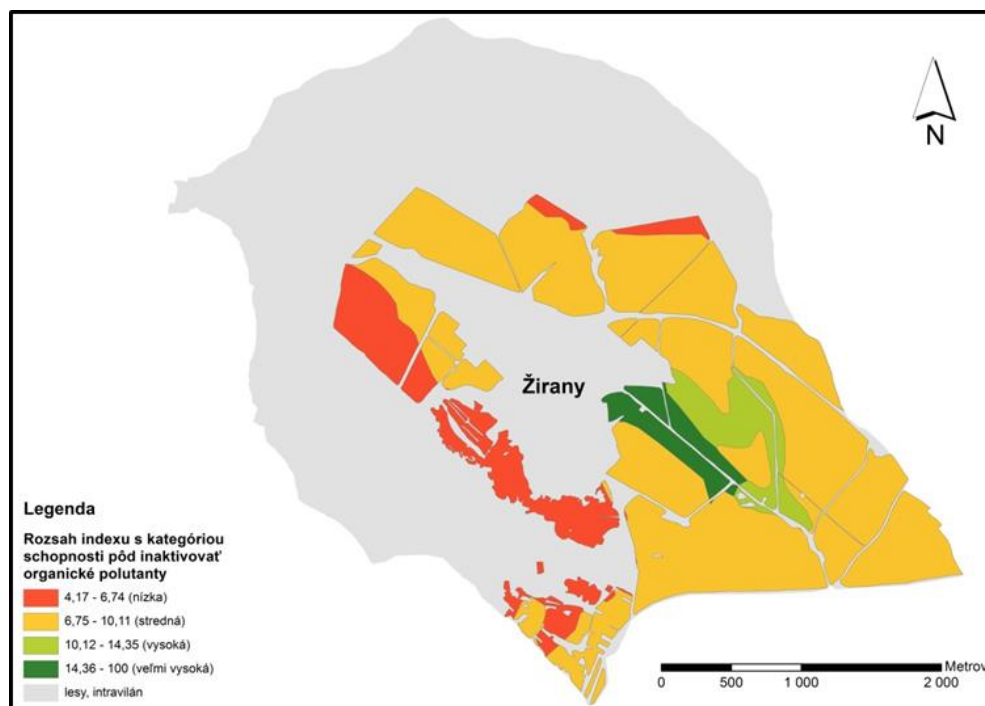 N
Žirany
Legenda
Rozsah indexu s kategóriou
schopnosti pôd inaktivovať
organické polutanty
4,17 - 6,74 (nízka)
6,75 - 10,11 (stredná)
10,12 - 14,35 (vysoká)
14,36 - 100 (veľmi vysoká)
lesy, intravilán
Metrov
0 500 1 000 2 000